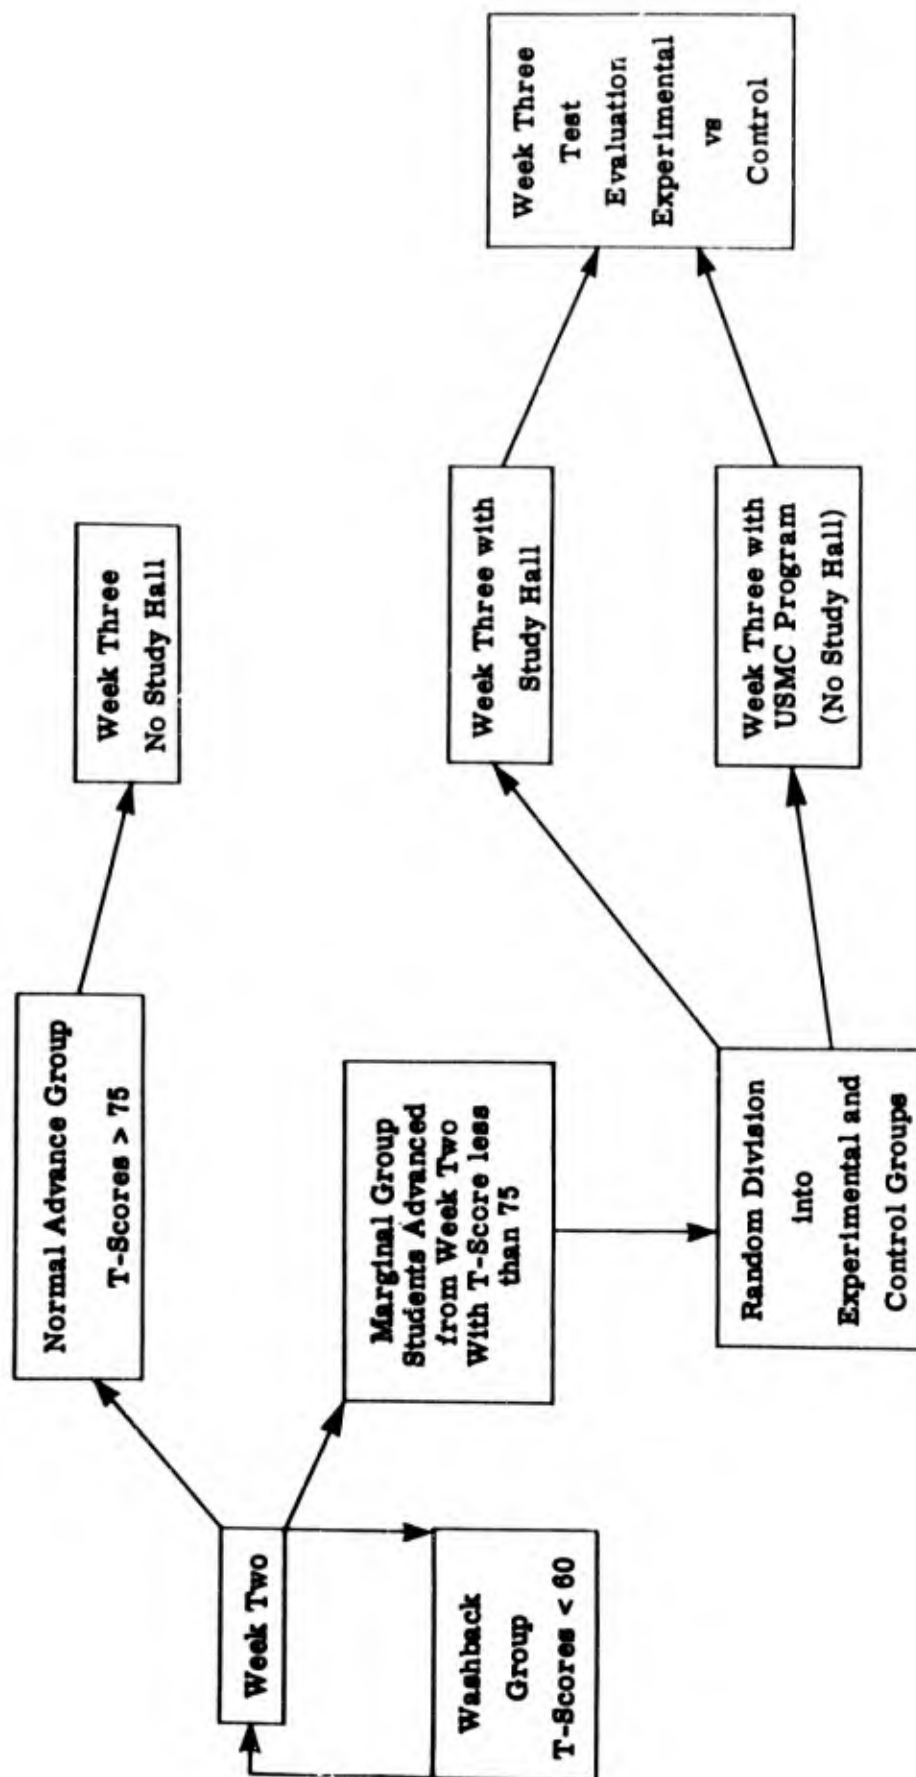 Normal Advance Group
T-Scores > 75
Week Three
No Study Hall
Week Two
Marginal Group
Students Advanced
from Week Two
With T-Score less
than 75
Washback
Group
T-Scores < 60
Week Three with
Study Hall
Week Three
Test
Evaluation
Experimental
vs
Control
Random Division
into
Experimental and
Control Groups
Week Three with
USMC Program
(No Study Hall)